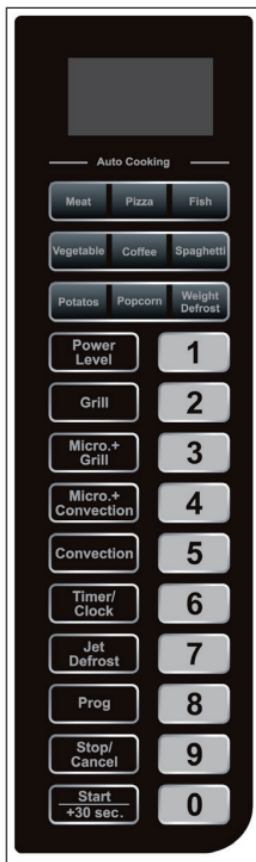 Auto Cooking
Meat Pizza Fish
Vegetable Coffee Spaghetti
Potatos Popcorn Weight Defrost
Power
Level
1
Grill
2
Micro.+
Grill
3
Micro.+
Convection
4
Convection
5
Timer/
Clock
6
Jet
Defrost
7
Prog
8
Stop/
Cancel
9
Start
+30 sec.
0